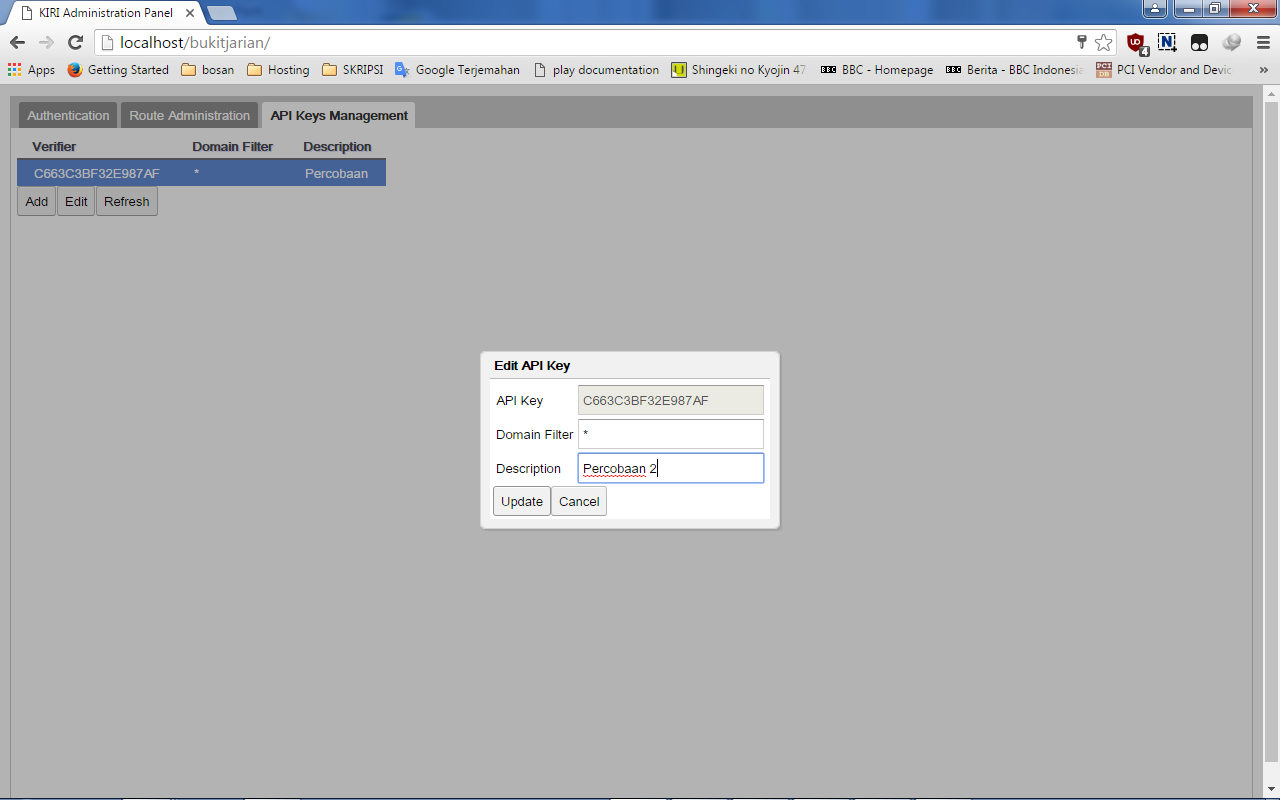 KIRI Administration Panel
localhost/bukitjarian/
4
Apps Getting Started bosan Hosting SKRIPSI Google Terjemahan play documentation Shingeki no Kyojin 47 BBC - Homepage Berita - BBC Indonesia PCI Vendor and Devic »
Authentication Route Administration API Keys Management
Verifier Domain Filter Description
C663C3BF32E987AF * Percobaan
Add Edit Refresh
Edit API Key
API Key C663C3BF32E987AF
Domain Filter *
Description Percobaan 2
Update Cancel